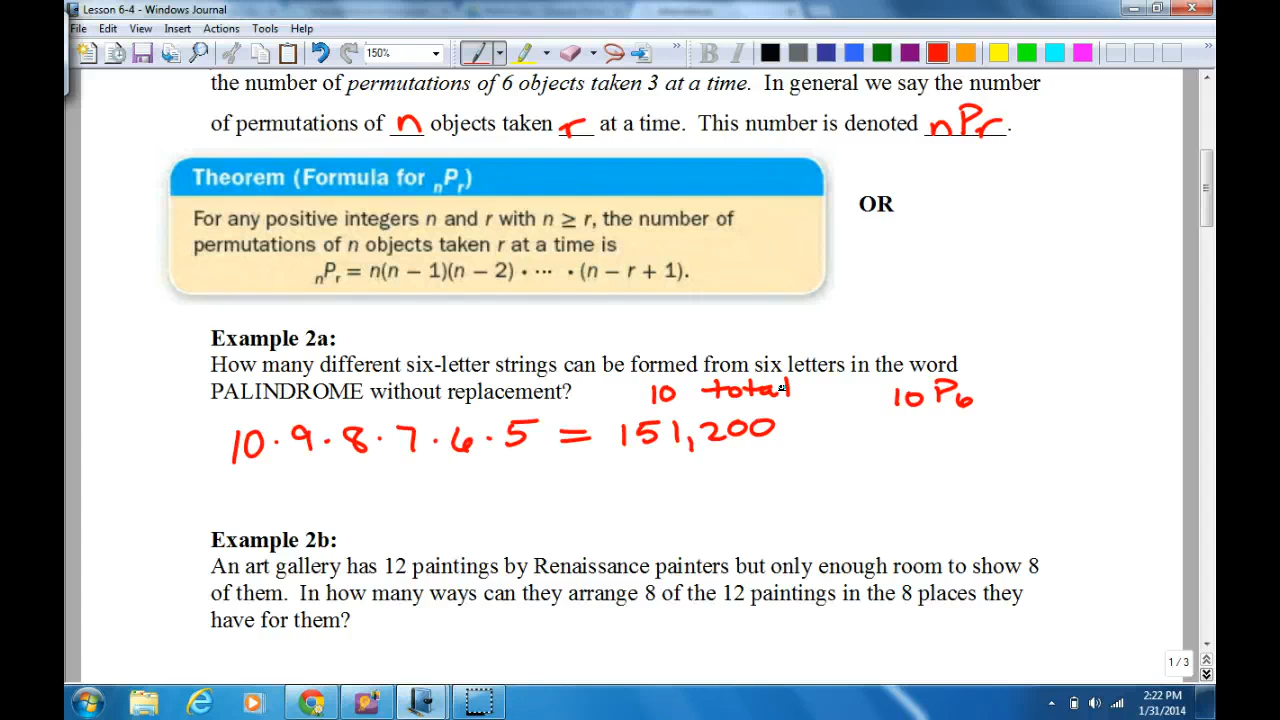 Lesson 6-4 - Windows Journal
File Edit View Insert Actions Tools Help
150% B I
the number of permutations of 6 objects taken 3 at a time. In general we say the number
of permutations of n objects taken r at a time. This number is denoted nPr.
Theorem (Formula for nPr)
For any positive integers n and r with n ≥ r, the number of
permutations of n objects taken r at a time is
nPr = n(n − 1)(n − 2) · ··· · (n − r + 1).
OR
Example 2a:
How many different six-letter strings can be formed from six letters in the word
PALINDROME without replacement? 10 total 10P6
10 · 9 · 8 · 7 · 6 · 5 = 151,200
Example 2b:
An art gallery has 12 paintings by Renaissance painters but only enough room to show 8
of them. In how many ways can they arrange 8 of the 12 paintings in the 8 places they
have for them?
1 / 3
2:22 PM
1/31/2014